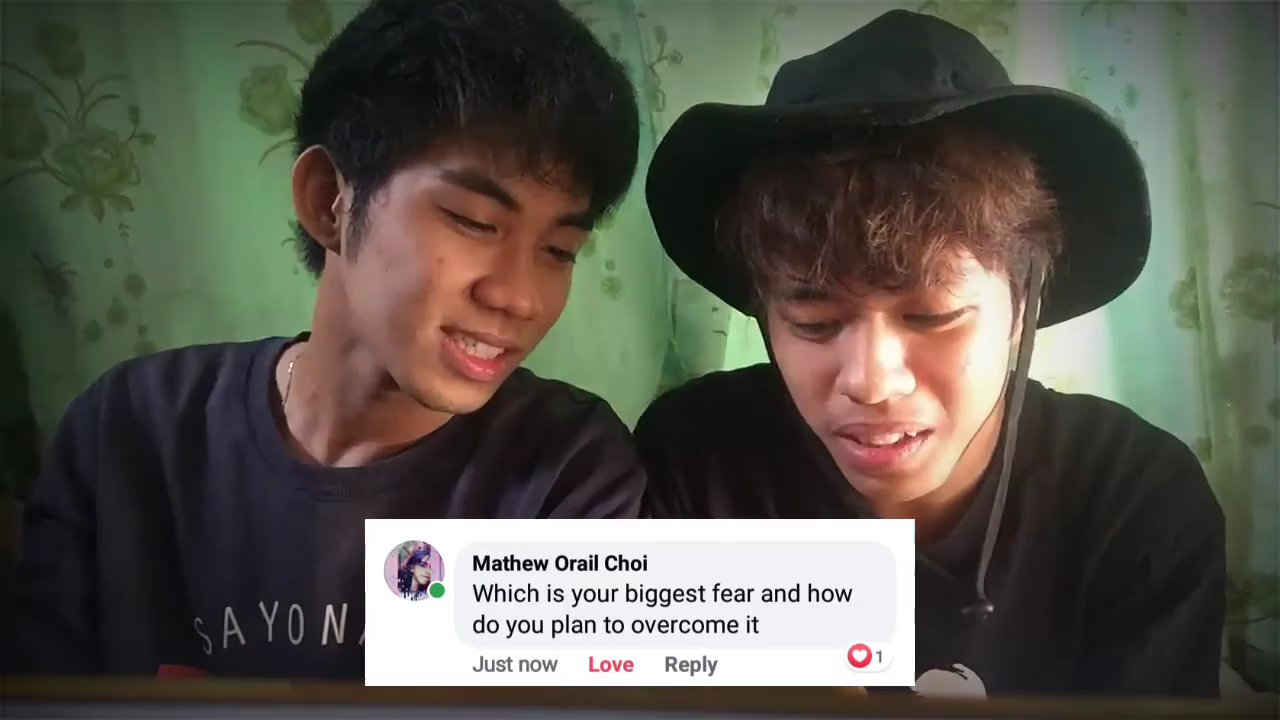 SAYON
Mathew Orail Choi
Which is your biggest fear and how
do you plan to overcome it
Just now Love Reply
1